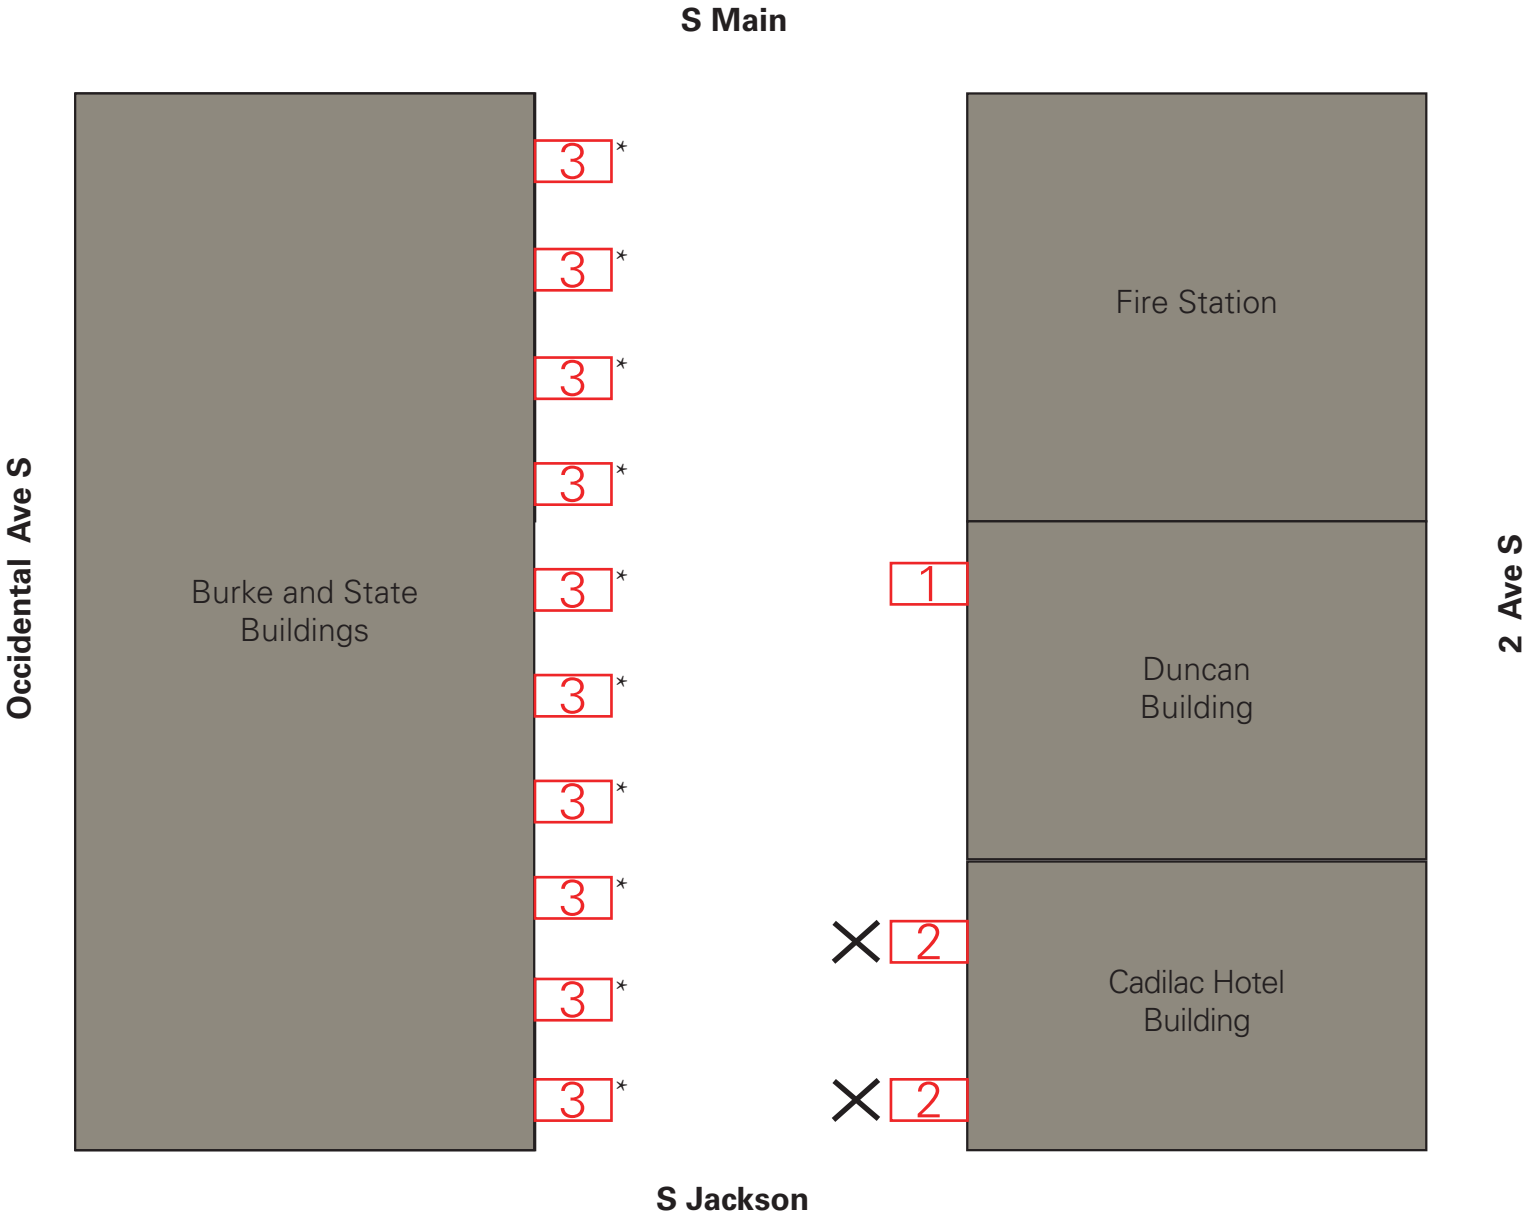 S Main
3*
3*
Fire Station
3*
3*
Occidental Ave S
Burke and State
Buildings
3*
1
2 Ave S
3*
Duncan
Building
3*
3*
2
3*
Cadilac Hotel
Building
3*
2
S Jackson